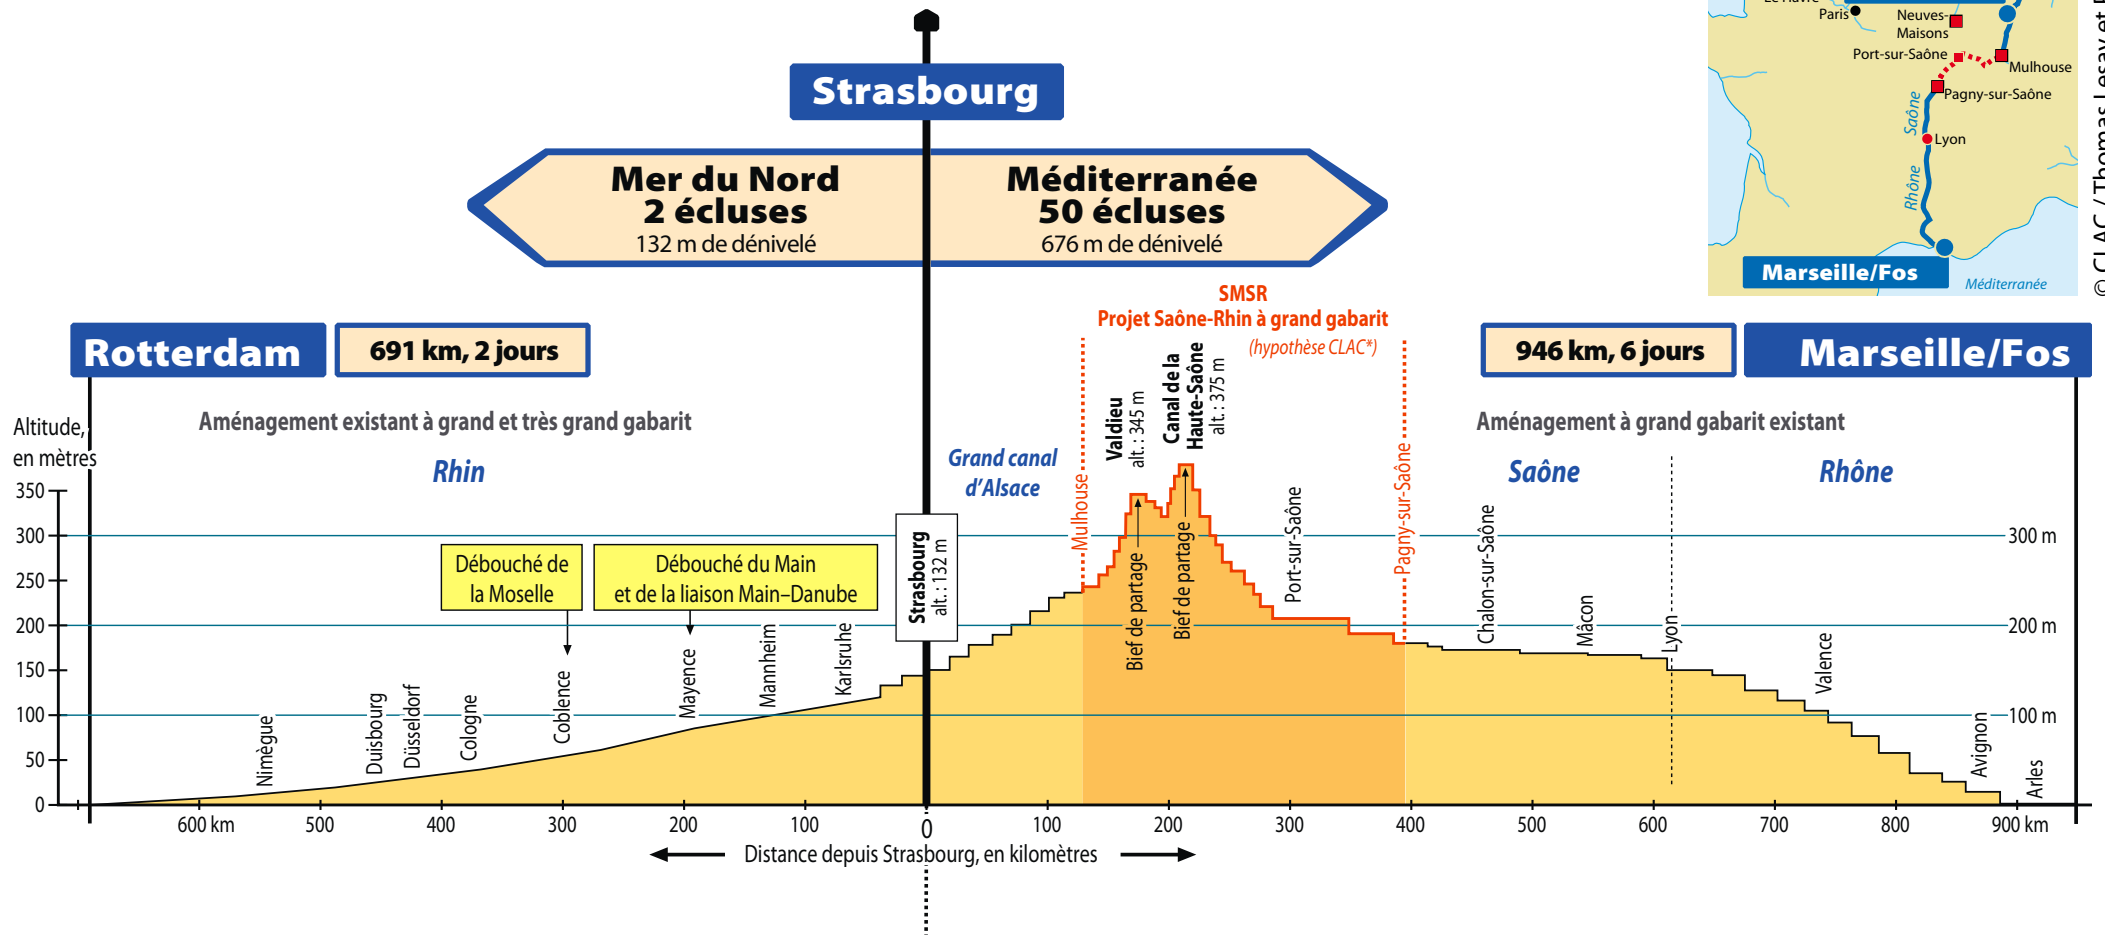 Strasbourg
Mer du Nord
2 écluses
132 m de dénivelé
Méditerranée
50 écluses
676 m de dénivelé
Paris
Neuves-
Maisons
Port-sur-Saône
Mulhouse
Pagny-sur-Saône
Saône
Lyon
Rhône
Marseille/Fos
Méditerranée
SMSR
Projet Saône-Rhin à grand gabarit
(hypothèse CLAC*)
Rotterdam
691 km, 2 jours
946 km, 6 jours
Marseille/Fos
Aménagement existant à grand et très grand gabarit
Aménagement à grand gabarit existant
Altitude,
en mètres
Rhin
Grand canal
d’Alsace
Saône
Rhône
Mulhouse
Valdieu
alt. : 345 m
Canal de la
Haute-Saône
alt. : 375 m
Bief de partage
Bief de partage
Port-sur-Saône
Pagny-sur-Saône
Chalon-sur-Saône
Mâcon
Lyon
Valence
Avignon
Arles
Débouché de
la Moselle
Débouché du Main
et de la liaison Main–Danube
Strasbourg
alt. : 132 m
Nimègue
Duisbourg
Düsseldorf
Cologne
Coblence
Mayence
Mannheim
Karlsruhe
350
300
250
200
150
100
50
0
300 m
200 m
100 m
600 km
500
400
300
200
100
0
100
200
300
400
500
600
700
800
900 km
Distance depuis Strasbourg, en kilomètres